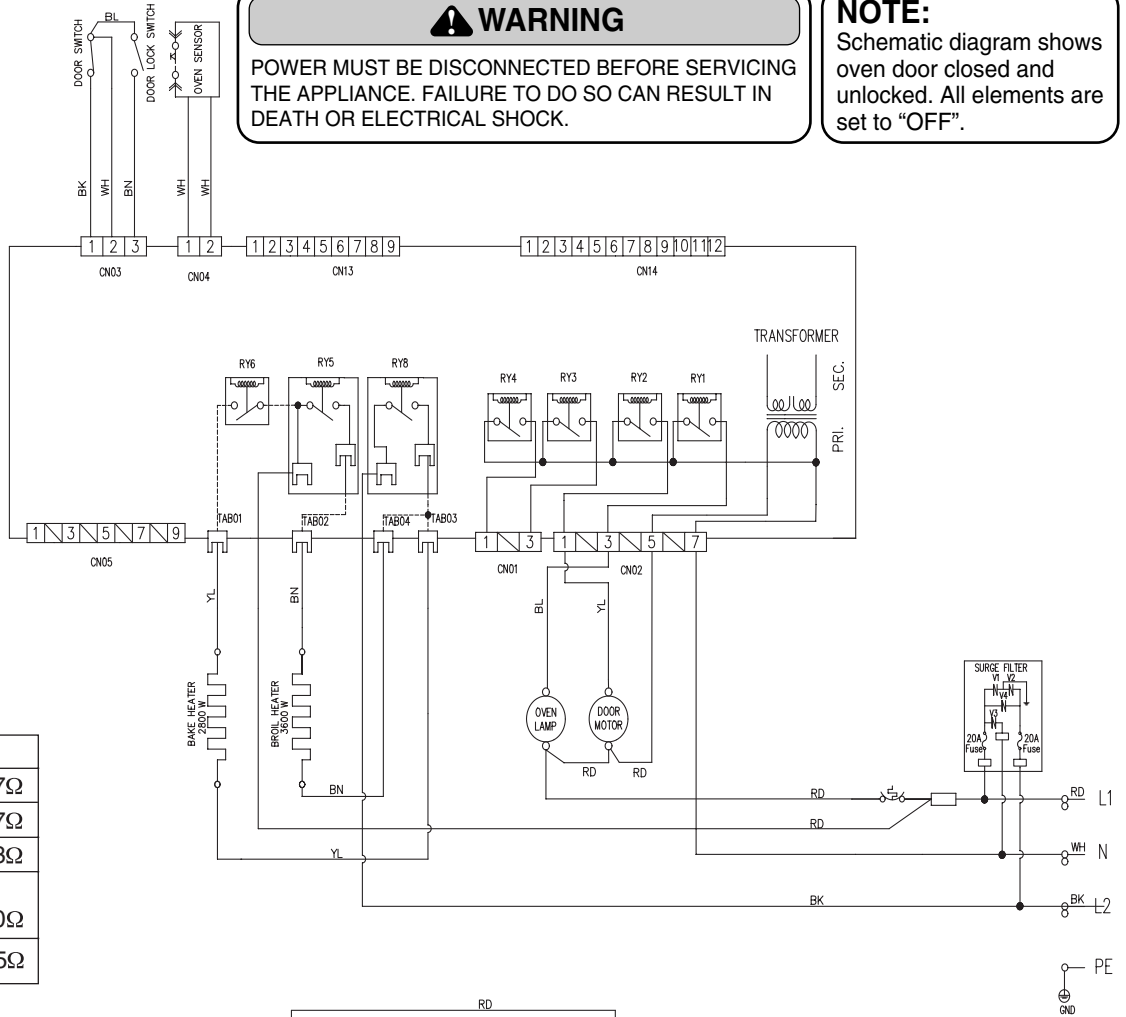 WARNING
POWER MUST BE DISCONNECTED BEFORE SERVICING
THE APPLIANCE. FAILURE TO DO SO CAN RESULT IN
DEATH OR ELECTRICAL SHOCK.
NOTE:
Schematic diagram shows
oven door closed and
unlocked. All elements are
set to “OFF”.
DOOR SWITCH
BL
DOOR LOCK SWITCH
OVEN SENSOR
BK
WH
BN
WH
WH
1 2 3
CN03
1 2
CN04
1 2 3 4 5 6 7 8 9
CN13
1 2 3 4 5 6 7 8 9 10 11 12
CN14
TRANSFORMER
SEC.
PRI.
RY6
RY5
RY8
RY4
RY3
RY2
RY1
1 3 5 7 9
CN05
TAB01
TAB02
TAB04
TAB03
1 3
CN01
1 3 5 7
CN02
YL
BN
BL
YL
BAKE HEATER
2800 W
BROIL HEATER
3600 W
OVEN
LAMP
DOOR
MOTOR
RD
RD
BN
YL
SURGE FILTER
V1 V2
V4
V3
20A
Fuse
20A
Fuse
RD
RD
RD L1
WH N
BK
BK L2
PE
GND
7Ω
7Ω
3Ω
0Ω
5Ω
RD